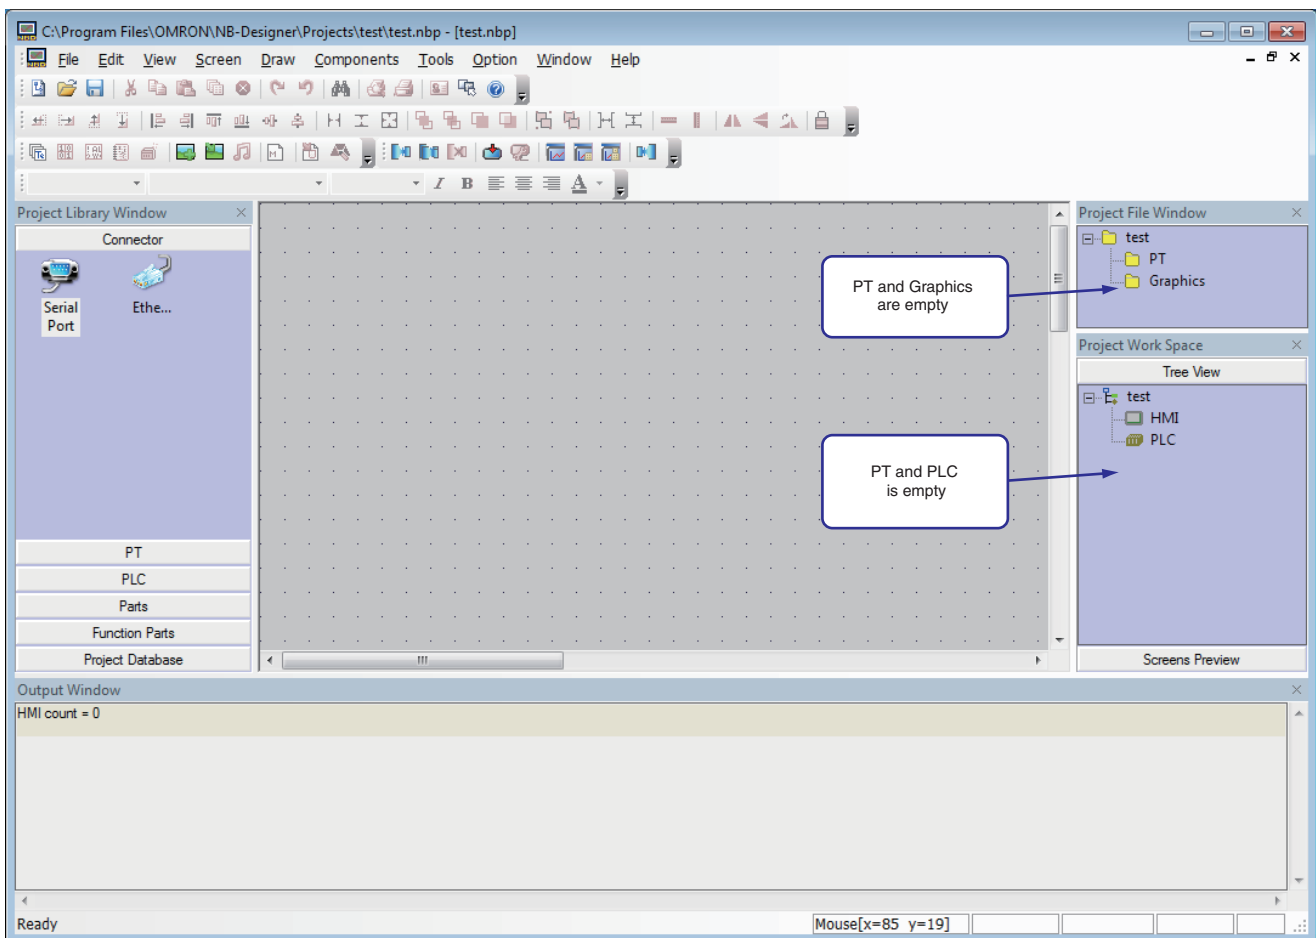 C:\Program Files\OMRON\NB-Designer\Projects\test\test.nbp - [test.nbp]
File Edit View Screen Draw Components Tools Option Window Help
Project Library Window
Connector
Serial Port
Ethe...
PT
PLC
Parts
Function Parts
Project Database
PT and Graphics
are empty
PT and PLC
is empty
Project File Window
test
PT
Graphics
Project Work Space
Tree View
test
HMI
PLC
Screens Preview
Output Window
HMI count = 0
Ready
Mouse[x=85 y=19]